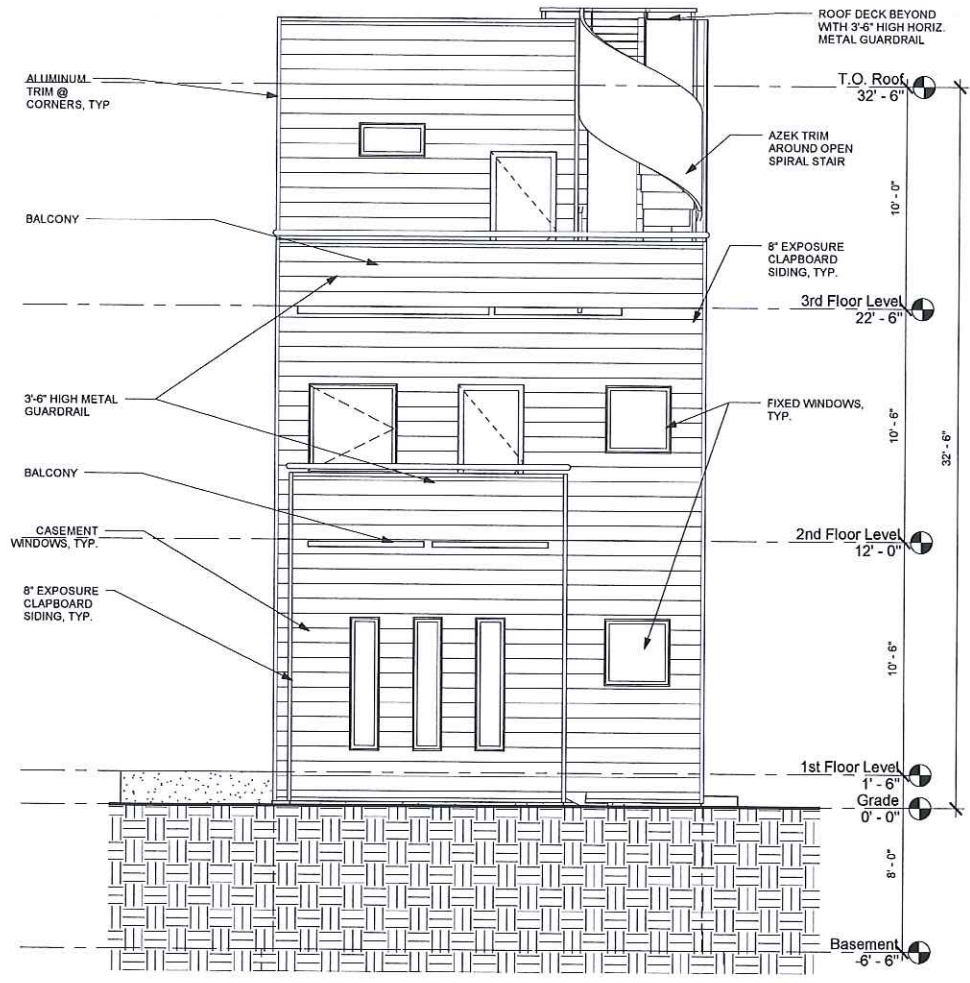 ROOF DECK BEYOND
WITH 3'-6" HIGH HORIZ.
METAL GUARDRAIL
ALUMINUM
TRIM @
CORNERS, TYP
T.O. Roof
32' - 6"
AZEK TRIM
AROUND OPEN
SPIRAL STAIR
10' - 0"
BALCONY
8" EXPOSURE
CLAPBOARD
SIDING, TYP.
3rd Floor Level
22' - 6"
3'-6" HIGH METAL
GUARDRAIL
FIXED WINDOWS,
TYP.
10' - 6"
32' - 6"
BALCONY
CASEMENT
WINDOWS, TYP.
2nd Floor Level
12' - 0"
8" EXPOSURE
CLAPBOARD
SIDING, TYP.
10' - 6"
1st Floor Level
1' - 6"
Grade
0' - 0"
8' - 0"
Basement
-6' - 6"